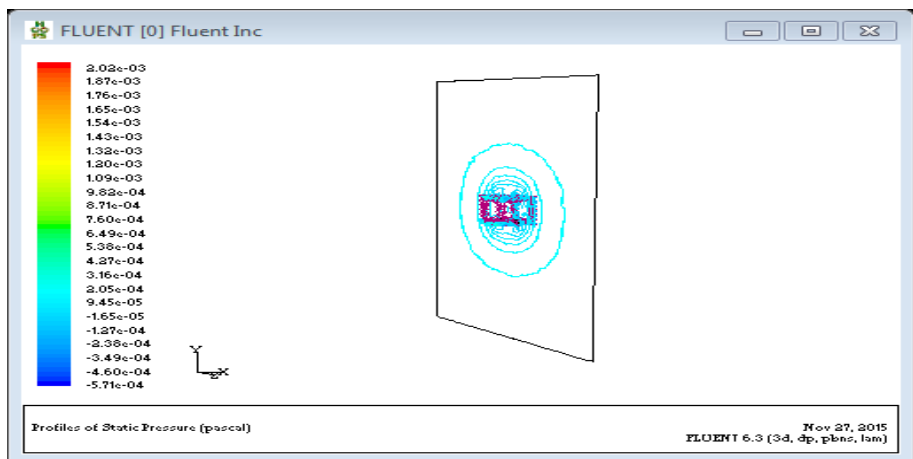 FLUENT [0] Fluent Inc
2.02e-03
1.87e-03
1.76e-03
1.65e-03
1.54e-03
1.43e-03
1.32e-03
1.20e-03
1.09e-03
9.82e-04
8.71e-04
7.60e-04
6.49e-04
5.38e-04
4.27e-04
3.16e-04
2.05e-04
9.45e-05
-1.65e-05
-1.27e-04
-2.38e-04
-3.49e-04
-4.60e-04
-5.71e-04
Y
Z X
Profiles of Static Pressure (pascal)
Nov 27, 2015
FLUENT 6.3 (3d, dp, pbns, lam)